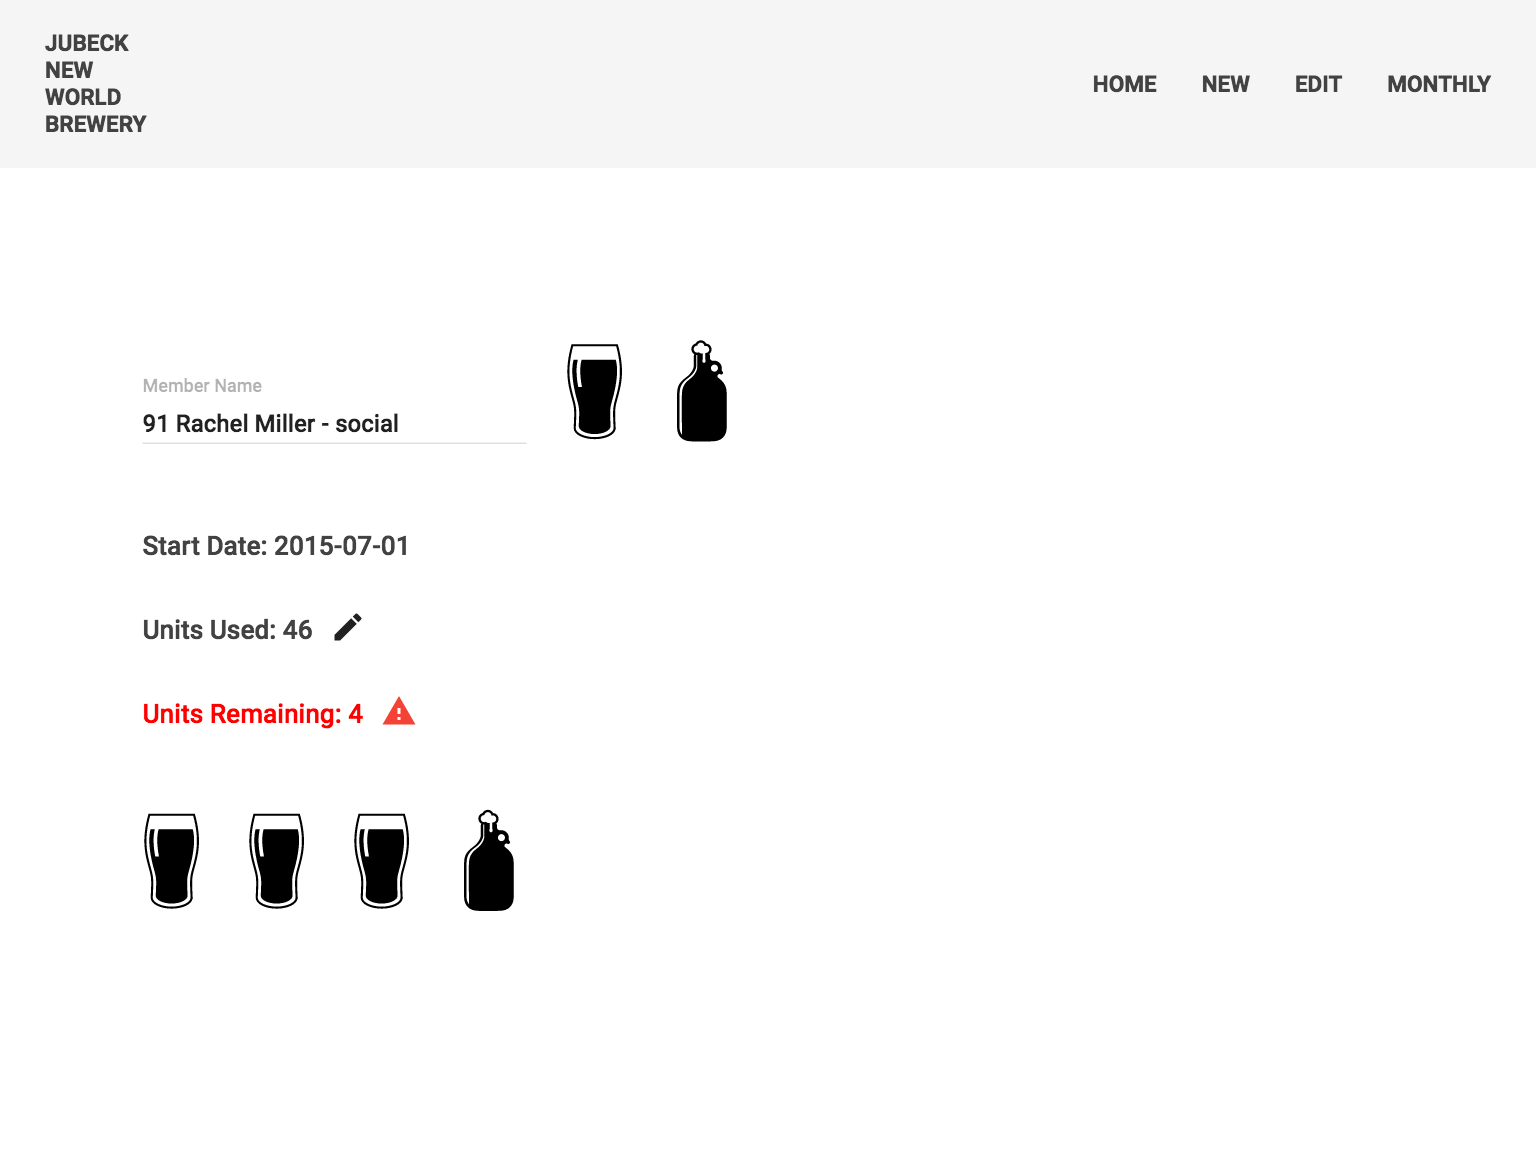 JUBECK
NEW
WORLD
BREWERY
HOME NEW EDIT MONTHLY
Member Name
91 Rachel Miller - social
Start Date: 2015-07-01
Units Used: 46
Units Remaining: 4